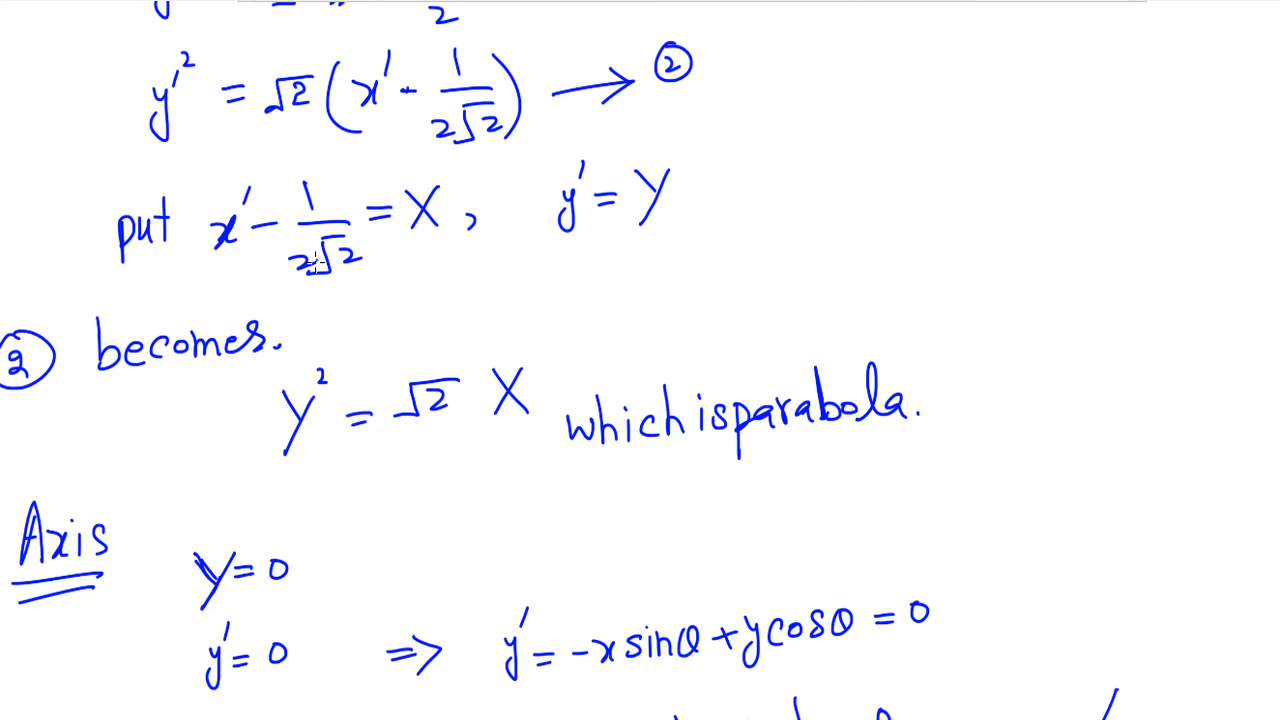 2
y'² = √2 (x' - 1/2√2) → ②
put x' - 1/2√2 = X, y' = Y
② becomes.
Y² = √2 X which is parabola.
Axis
Y = 0
y' = 0 ⇒ y' = -x sinθ + y cosθ = 0